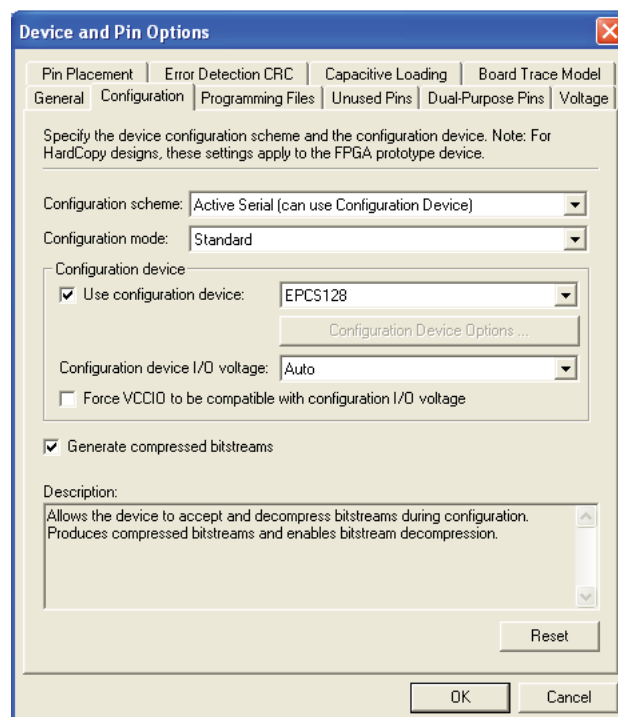 Device and Pin Options
Pin Placement Error Detection CRC Capacitive Loading Board Trace Model
General Configuration Programming Files Unused Pins Dual-Purpose Pins Voltage
Specify the device configuration scheme and the configuration device. Note: For
HardCopy designs, these settings apply to the FPGA prototype device.
Configuration scheme: Active Serial (can use Configuration Device)
Configuration mode: Standard
Configuration device
Use configuration device: EPCS128
Configuration Device Options ...
Configuration device I/O voltage: Auto
Force VCCIO to be compatible with configuration I/O voltage
Generate compressed bitstreams
Description:
Allows the device to accept and decompress bitstreams during configuration.
Produces compressed bitstreams and enables bitstream decompression.
Reset
OK Cancel